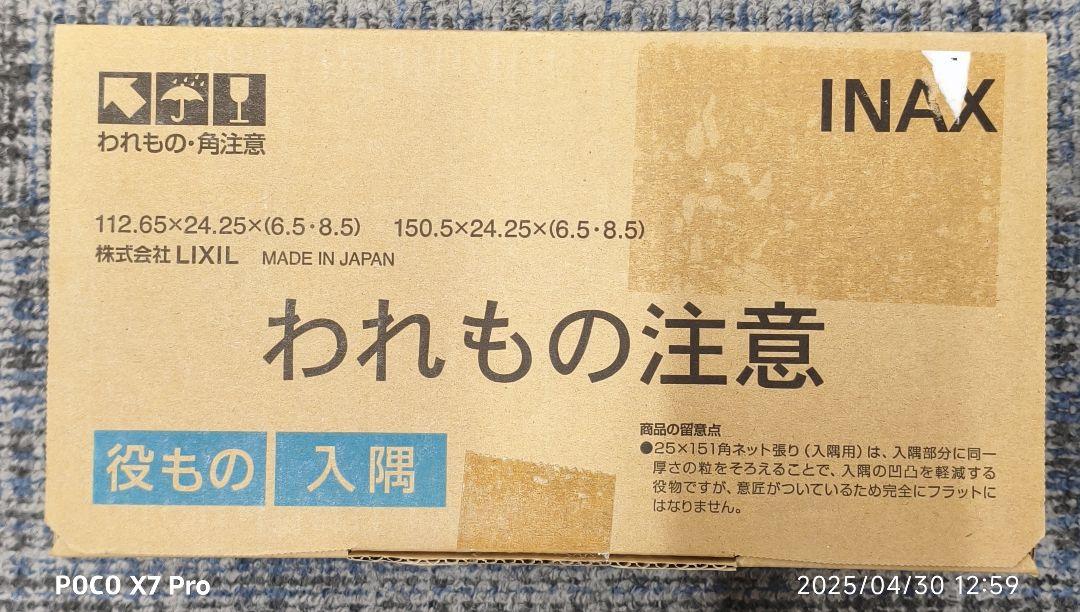 INAX
われもの・角注意
112.65×24.25×(6.5・8.5) 150.5×24.25×(6.5・8.5)
株式会社 LIXIL MADE IN JAPAN
われもの注意
役もの 入隅
商品の留意点
●25×151角ネット張り(入隅用)は、入隅部分に同一
厚さの粒をそろえることで、入隅の凹凸を軽減する
役物ですが、意匠がついているため完全にフラットに
はなりません。
POCO X7 Pro
2025/04/30 12:59